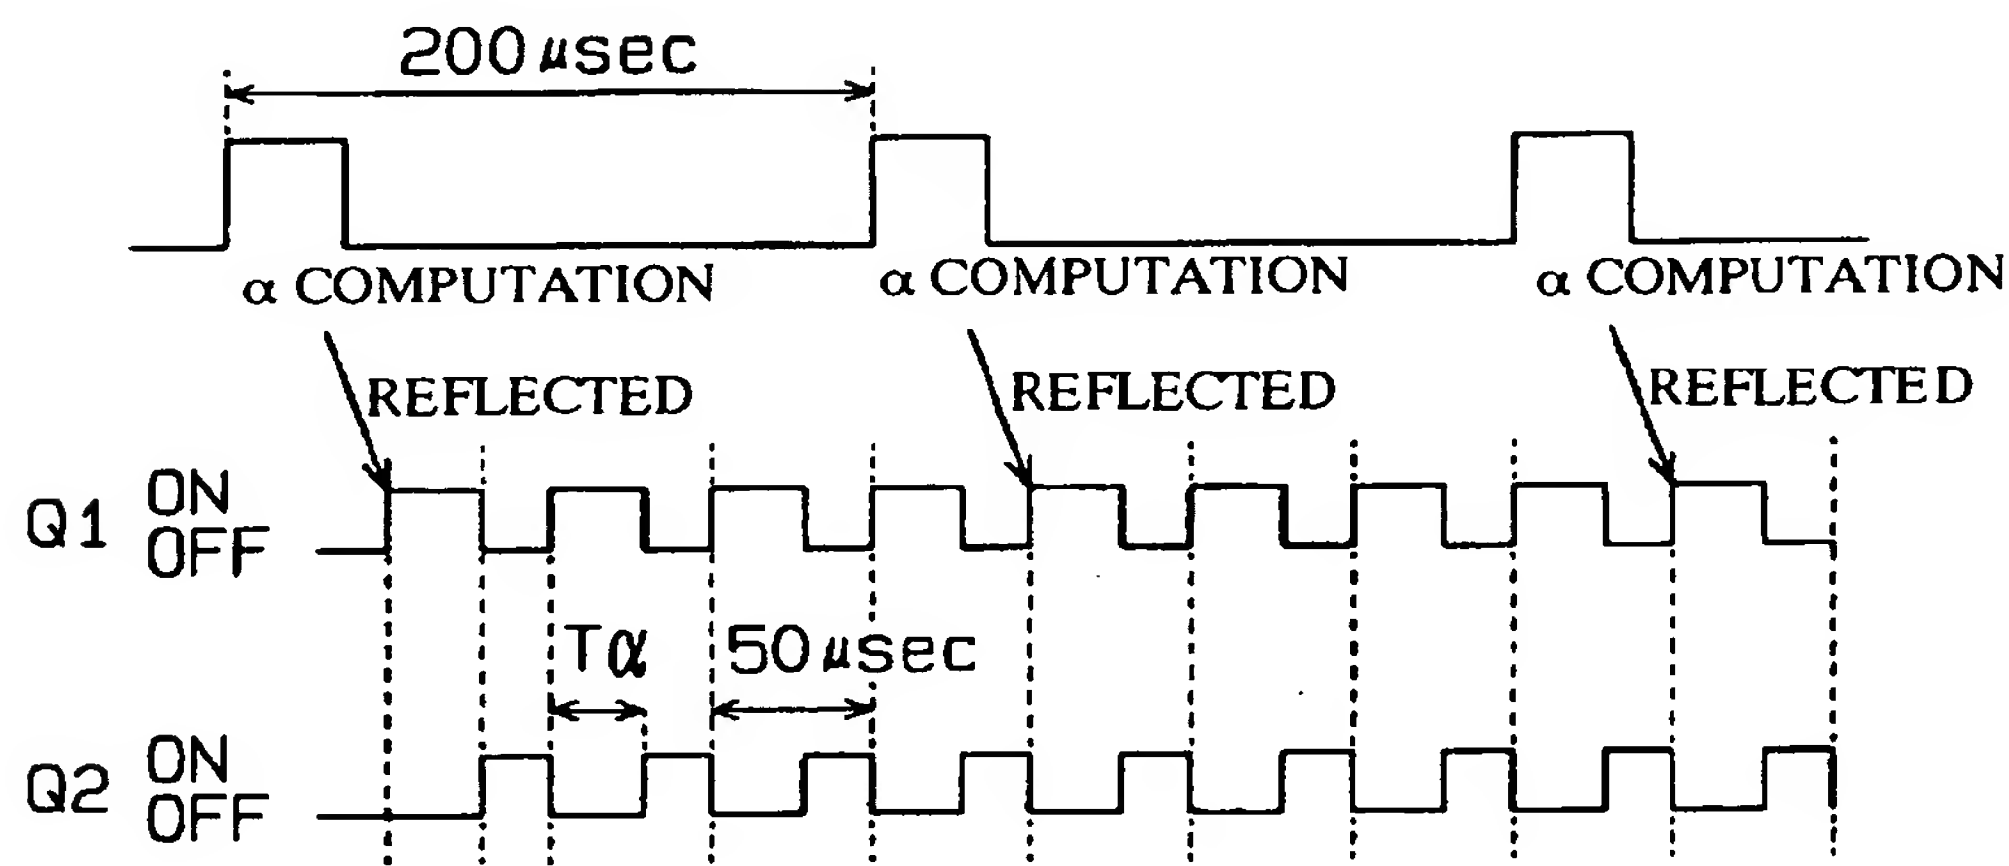 200μsec
α COMPUTATION α COMPUTATION α COMPUTATION
REFLECTED REFLECTED REFLECTED
Q1 ON
OFF
Tα 50μsec
Q2 ON
OFF